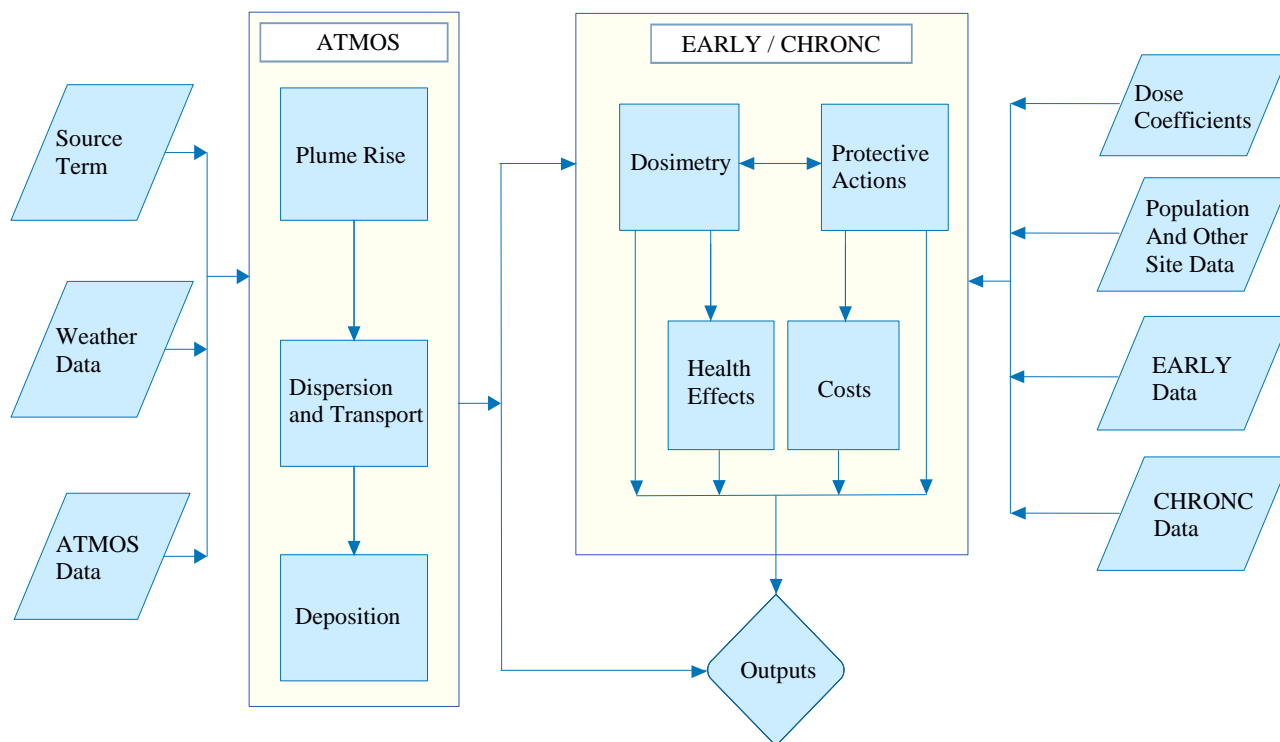 ATMOS
EARLY / CHRONC
Source
Term
Weather
Data
ATMOS
Data
Plume Rise
Dispersion
and Transport
Deposition
Dosimetry
Protective
Actions
Health
Effects
Costs
Outputs
Dose
Coefficients
Population
And Other
Site Data
EARLY
Data
CHRONC
Data